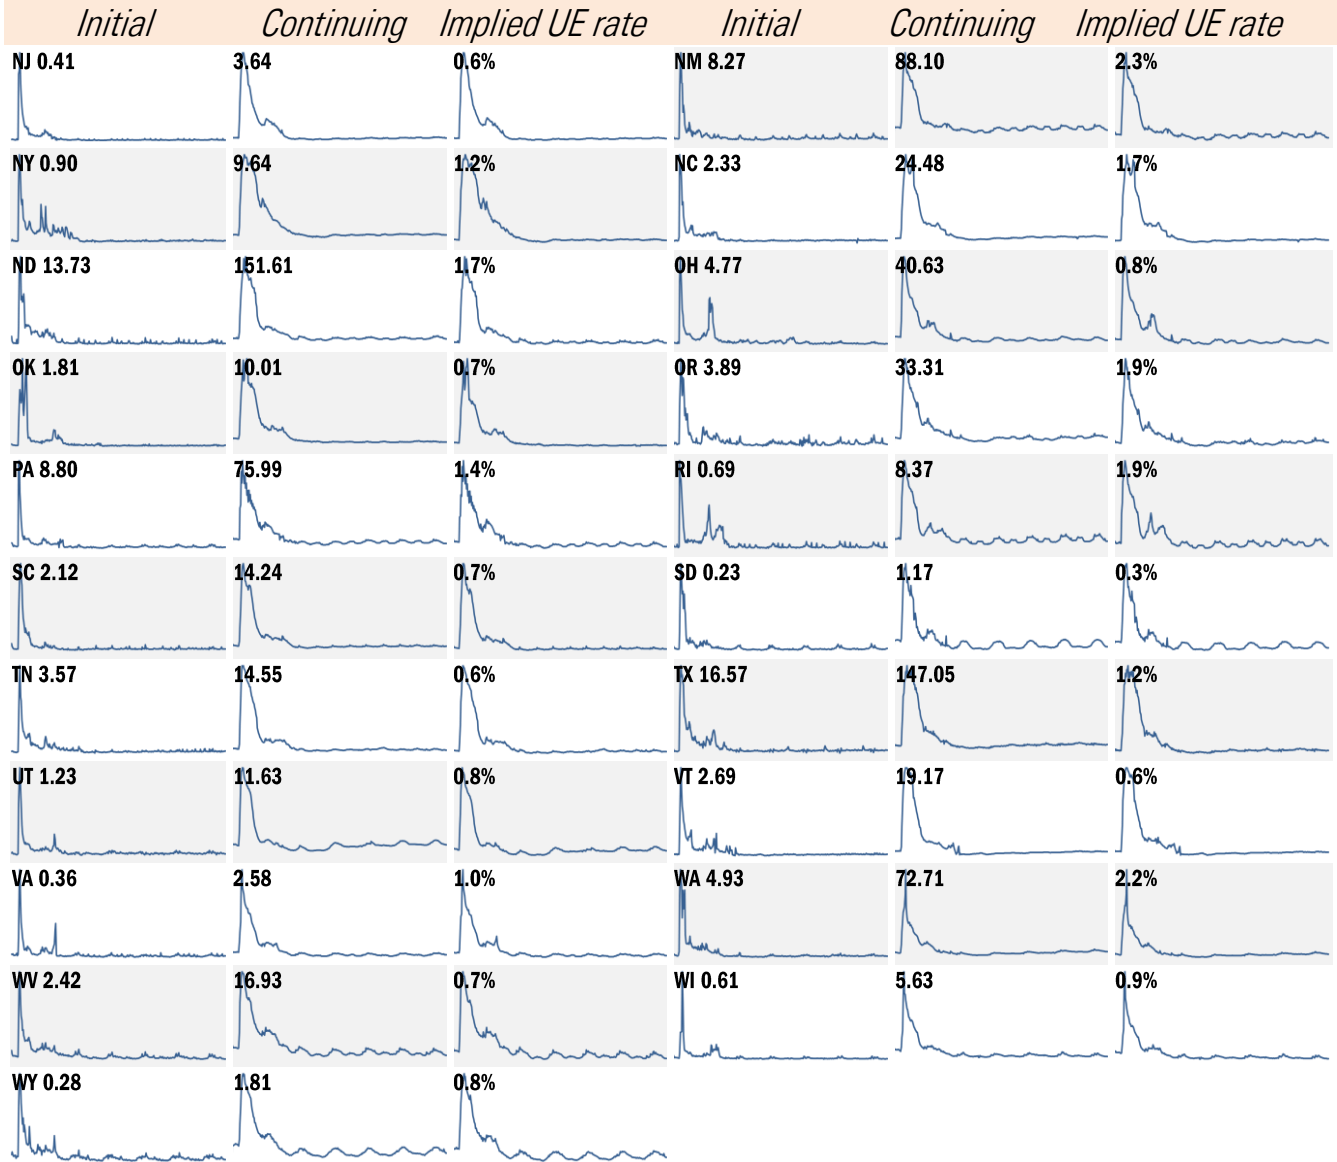 Initial Continuing Implied UE rate Initial Continuing Implied UE rate
NJ 0.41 3.64 0.6% NM 8.27 88.10 2.3%
NY 0.90 9.64 1.2% NC 2.33 24.48 1.7%
ND 13.73 151.61 1.7% OH 4.77 40.63 0.8%
OK 1.81 10.01 0.7% OR 3.89 33.31 1.9%
PA 8.80 75.99 1.4% RI 0.69 8.37 1.9%
SC 2.12 14.24 0.7% SD 0.23 1.17 0.3%
TN 3.57 14.55 0.6% TX 16.57 147.05 1.2%
UT 1.23 11.63 0.8% VT 2.69 19.17 0.6%
VA 0.36 2.58 1.0% WA 4.93 72.71 2.2%
WV 2.42 16.93 0.7% WI 0.61 5.63 0.9%
WY 0.28 1.81 0.8%